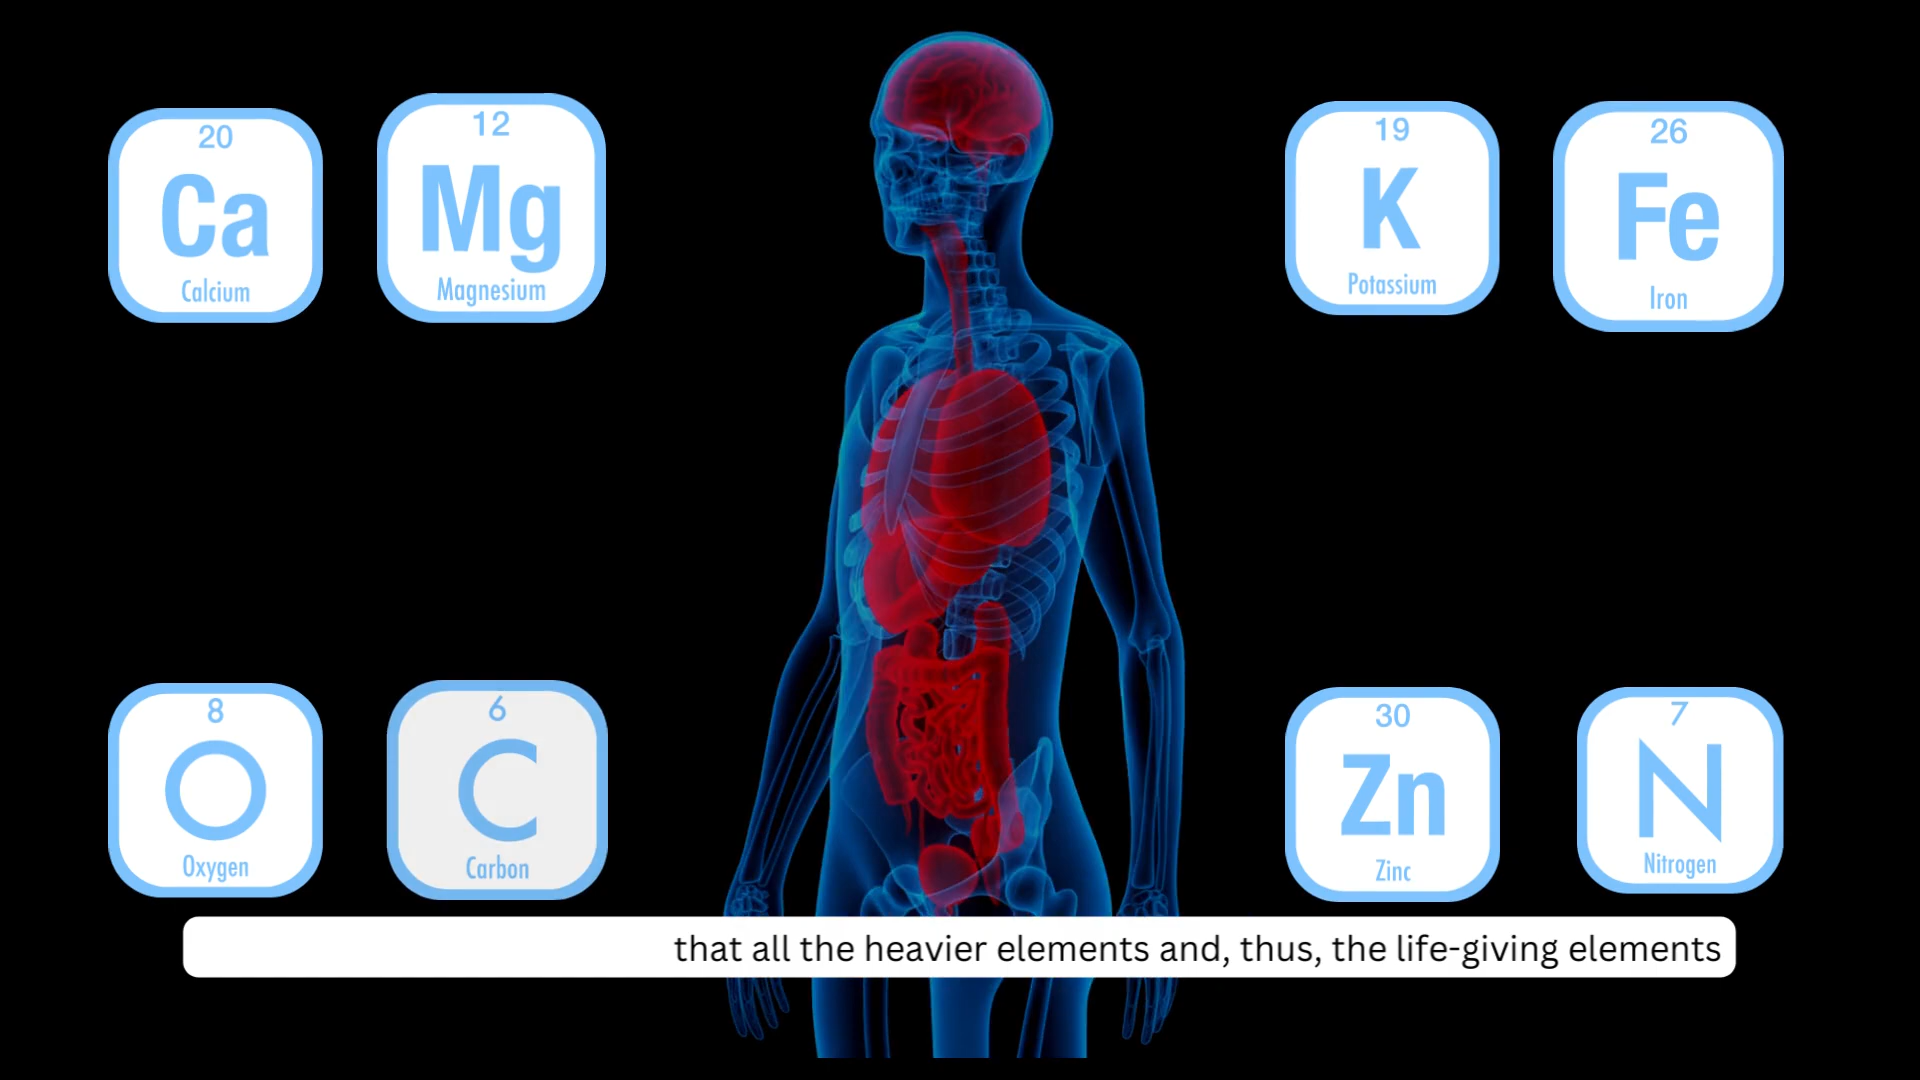 20
Ca
Calcium
12
Mg
Magnesium
19
K
Potassium
26
Fe
Iron
8
O
Oxygen
6
C
Carbon
30
Zn
Zinc
7
N
Nitrogen
that all the heavier elements and, thus, the life-giving elements